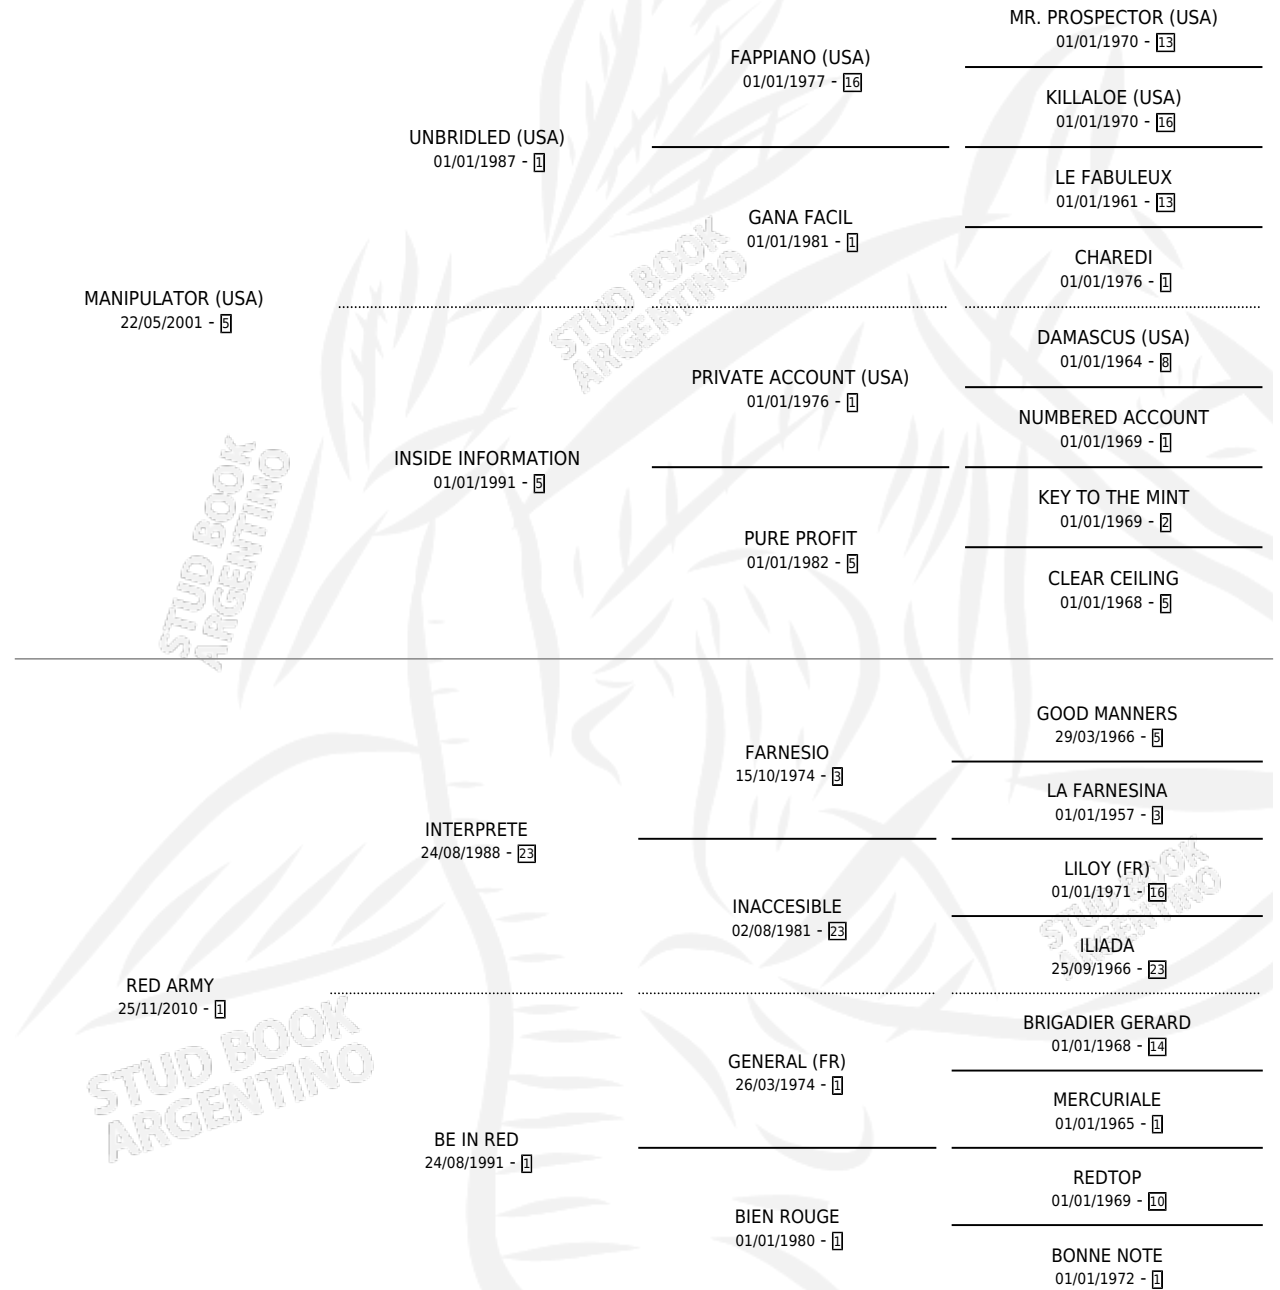 MR. PROSPECTOR (USA)
01/01/1970 - 13
FAPPIANO (USA)
01/01/1977 - 16
KILLALOE (USA)
01/01/1970 - 16
UNBRIDLED (USA)
01/01/1987 - 1
LE FABULEUX
01/01/1961 - 13
GANA FACIL
01/01/1981 - 1
CHAREDI
01/01/1976 - 1
MANIPULATOR (USA)
22/05/2001 - 5
DAMASCUS (USA)
01/01/1964 - 8
PRIVATE ACCOUNT (USA)
01/01/1976 - 1
NUMBERED ACCOUNT
01/01/1969 - 1
INSIDE INFORMATION
01/01/1991 - 5
KEY TO THE MINT
01/01/1969 - 2
PURE PROFIT
01/01/1982 - 5
CLEAR CEILING
01/01/1968 - 5
GOOD MANNERS
29/03/1966 - 5
FARNESIO
15/10/1974 - 3
LA FARNESINA
01/01/1957 - 3
INTERPRETE
24/08/1988 - 23
LILOY (FR)
01/01/1971 - 16
INACCESIBLE
02/08/1981 - 23
ILIADA
25/09/1966 - 23
RED ARMY
25/11/2010 - 1
BRIGADIER GERARD
01/01/1968 - 14
GENERAL (FR)
26/03/1974 - 1
MERCURIALE
01/01/1965 - 1
BE IN RED
24/08/1991 - 1
REDTOP
01/01/1969 - 10
BIEN ROUGE
01/01/1980 - 1
BONNE NOTE
01/01/1972 - 1
STUD BOOK
ARGENTINO
STUD BOOK
ARGENTINO
STUD BOOK
ARGENTINO
STUD BOOK
ARGENTINO